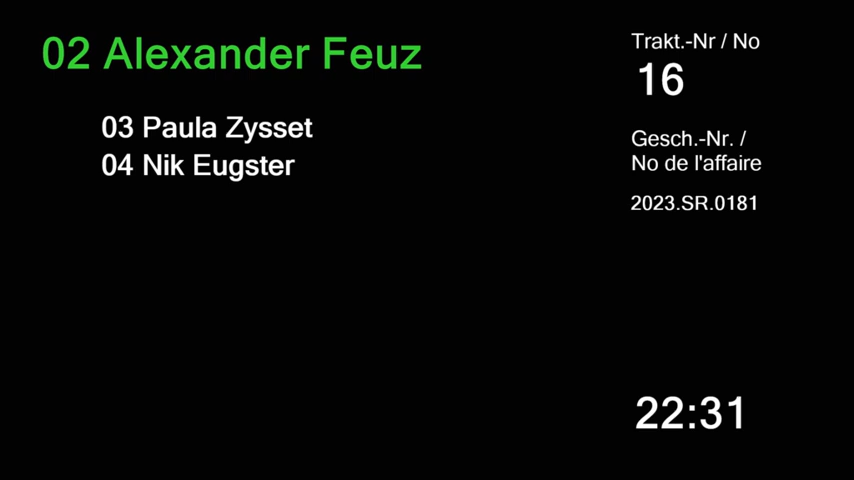 02 Alexander Feuz
03 Paula Zysset
04 Nik Eugster
Trakt.-Nr / No
16
Gesch.-Nr. /
No de l'affaire
2023.SR.0181
22:31